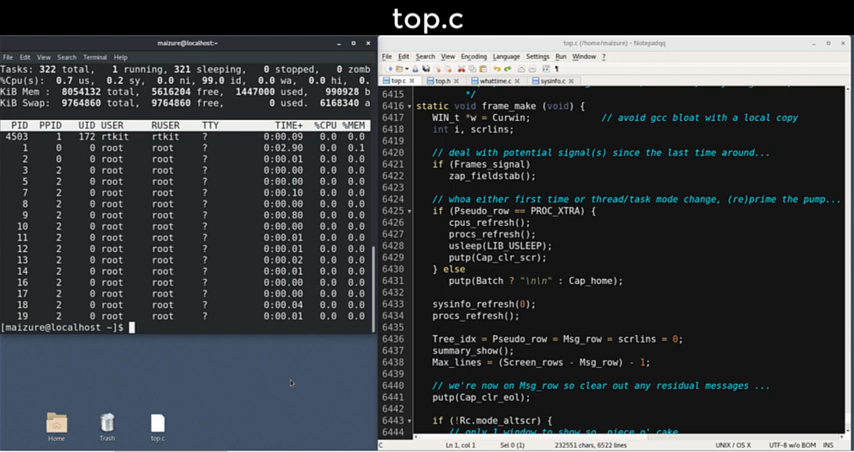 top.c
maizure@localhost:~
File Edit View Search Terminal Help
Tasks: 322 total, 1 running, 321 sleeping, 0 stopped, 0 zomb
%Cpu(s): 0.7 us, 0.2 sy, 0.0 ni, 99.0 id, 0.0 wa, 0.0 hi, 0.
KiB Mem : 8054132 total, 5616204 free, 1447000 used, 990928 b
KiB Swap: 9764860 total, 9764860 free, 0 used. 6168340 a
PID PPID UID USER RUSER TTY TIME+ %CPU %MEM
4503 1 172 rtkit rtkit ? 0:00.09 0.0 0.0
1 0 0 root root ? 0:02.90 0.0 0.1
2 0 0 root root ? 0:00.01 0.0 0.0
3 2 0 root root ? 0:00.00 0.0 0.0
5 2 0 root root ? 0:00.00 0.0 0.0
7 2 0 root root ? 0:00.10 0.0 0.0
8 2 0 root root ? 0:00.00 0.0 0.0
9 2 0 root root ? 0:00.80 0.0 0.0
10 2 0 root root ? 0:00.00 0.0 0.0
11 2 0 root root ? 0:00.01 0.0 0.0
12 2 0 root root ? 0:00.01 0.0 0.0
13 2 0 root root ? 0:00.02 0.0 0.0
14 2 0 root root ? 0:00.01 0.0 0.0
16 2 0 root root ? 0:00.00 0.0 0.0
17 2 0 root root ? 0:00.00 0.0 0.0
18 2 0 root root ? 0:00.04 0.0 0.0
19 2 0 root root ? 0:00.01 0.0 0.0
[maizure@localhost ~]$
Home Trash top.c
top.c (/home/maizure) - Notepadqq
File Edit Search View Encoding Language Settings Run Window ?
top.c top.h whattime.c sysinfo.c
6415 */
6416 static void frame_make (void) {
6417 WIN_t *w = Curwin; // avoid gcc bloat with a local copy
6418 int i, scrlins;
6419
6420 // deal with potential signal(s) since the last time around...
6421 if (Frames_signal)
6422 zap_fieldstab();
6423
6424 // whoa either first time or thread/task mode change, (re)prime the pump...
6425 if (Pseudo_row == PROC_XTRA) {
6426 cpus_refresh();
6427 procs_refresh();
6428 usleep(LIB_USLEEP);
6429 putp(Cap_clr_scr);
6430 } else
6431 putp(Batch ? "\n\n" : Cap_home);
6432
6433 sysinfo_refresh(0);
6434 procs_refresh();
6435
6436 Tree_idx = Pseudo_row = Msg_row = scrlins = 0;
6437 summary_show();
6438 Max_lines = (Screen_rows - Msg_row) - 1;
6439
6440 // we're now on Msg_row so clear out any residual messages ...
6441 putp(Cap_clr_eol);
6442
6443 if (!Rc.mode_altscr) {
6444 // only 1 window to show so, piece o' cake
C Ln 1, col 1 Sel 0 (1) 232551 chars, 6522 lines UNIX / OS X UTF-8 w/o BOM INS